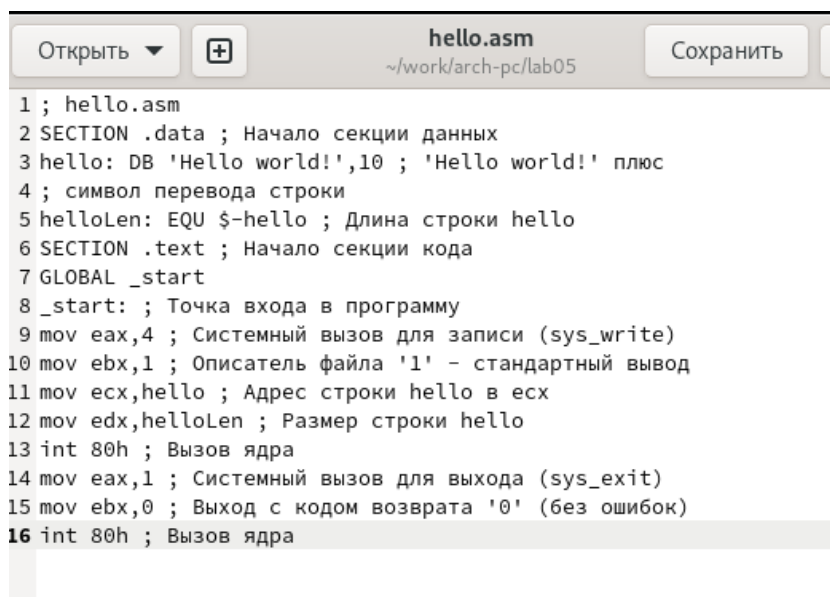 Открыть
hello.asm
~/work/arch-pc/lab05
Сохранить
1 ; hello.asm
2 SECTION .data ; Начало секции данных
3 hello: DB 'Hello world!',10 ; 'Hello world!' плюс
4 ; символ перевода строки
5 helloLen: EQU $-hello ; Длина строки hello
6 SECTION .text ; Начало секции кода
7 GLOBAL _start
8 _start: ; Точка входа в программу
9 mov eax,4 ; Системный вызов для записи (sys_write)
10 mov ebx,1 ; Описатель файла '1' - стандартный вывод
11 mov ecx,hello ; Адрес строки hello в ecx
12 mov edx,helloLen ; Размер строки hello
13 int 80h ; Вызов ядра
14 mov eax,1 ; Системный вызов для выхода (sys_exit)
15 mov ebx,0 ; Выход с кодом возврата '0' (без ошибок)
16 int 80h ; Вызов ядра